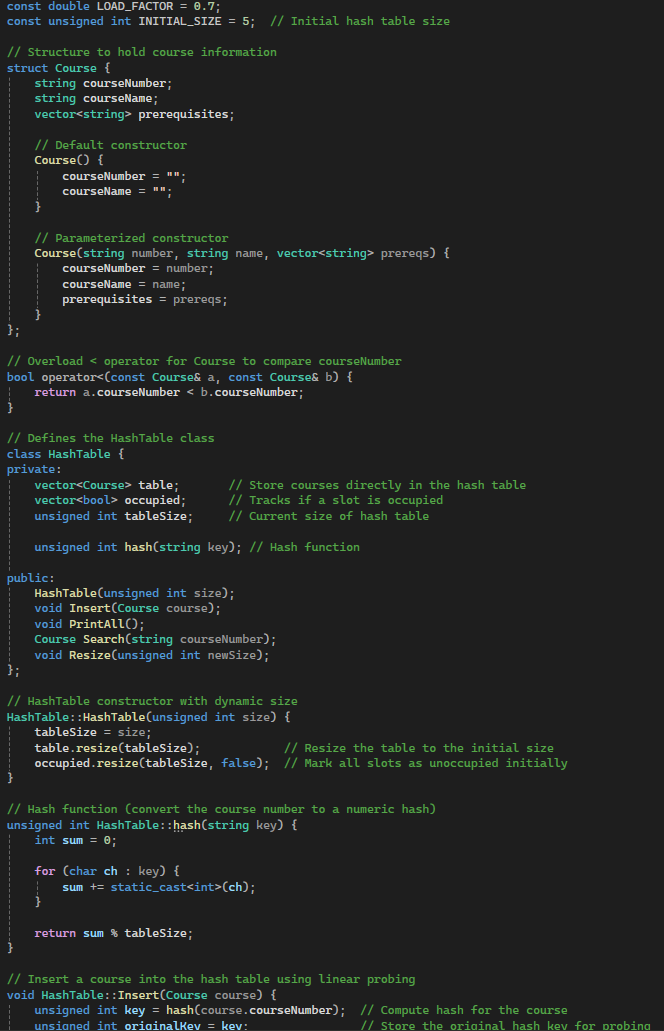 const double LOAD_FACTOR = 0.7;
const unsigned int INITIAL_SIZE = 5;  // Initial hash table size

// Structure to hold course information
struct Course {
    string courseNumber;
    string courseName;
    vector<string> prerequisites;

    // Default constructor
    Course() {
        courseNumber = "";
        courseName = "";
    }

    // Parameterized constructor
    Course(string number, string name, vector<string> prereqs) {
        courseNumber = number;
        courseName = name;
        prerequisites = prereqs;
    }
};

// Overload < operator for Course to compare courseNumber
bool operator<(const Course& a, const Course& b) {
    return a.courseNumber < b.courseNumber;
}

// Defines the HashTable class
class HashTable {
private:
    vector<Course> table;       // Store courses directly in the hash table
    vector<bool> occupied;      // Tracks if a slot is occupied
    unsigned int tableSize;     // Current size of hash table

    unsigned int hash(string key); // Hash function

public:
    HashTable(unsigned int size);
    void Insert(Course course);
    void PrintAll();
    Course Search(string courseNumber);
    void Resize(unsigned int newSize);
};

// HashTable constructor with dynamic size
HashTable::HashTable(unsigned int size) {
    tableSize = size;
    table.resize(tableSize);            // Resize the table to the initial size
    occupied.resize(tableSize, false);  // Mark all slots as unoccupied initially
}

// Hash function (convert the course number to a numeric hash)
unsigned int HashTable::hash(string key) {
    int sum = 0;

    for (char ch : key) {
        sum += static_cast<int>(ch);
    }

    return sum % tableSize;
}

// Insert a course into the hash table using linear probing
void HashTable::Insert(Course course) {
    unsigned int key = hash(course.courseNumber);  // Compute hash for the course
    unsigned int originalKey = key;                // Store the original hash key for probing